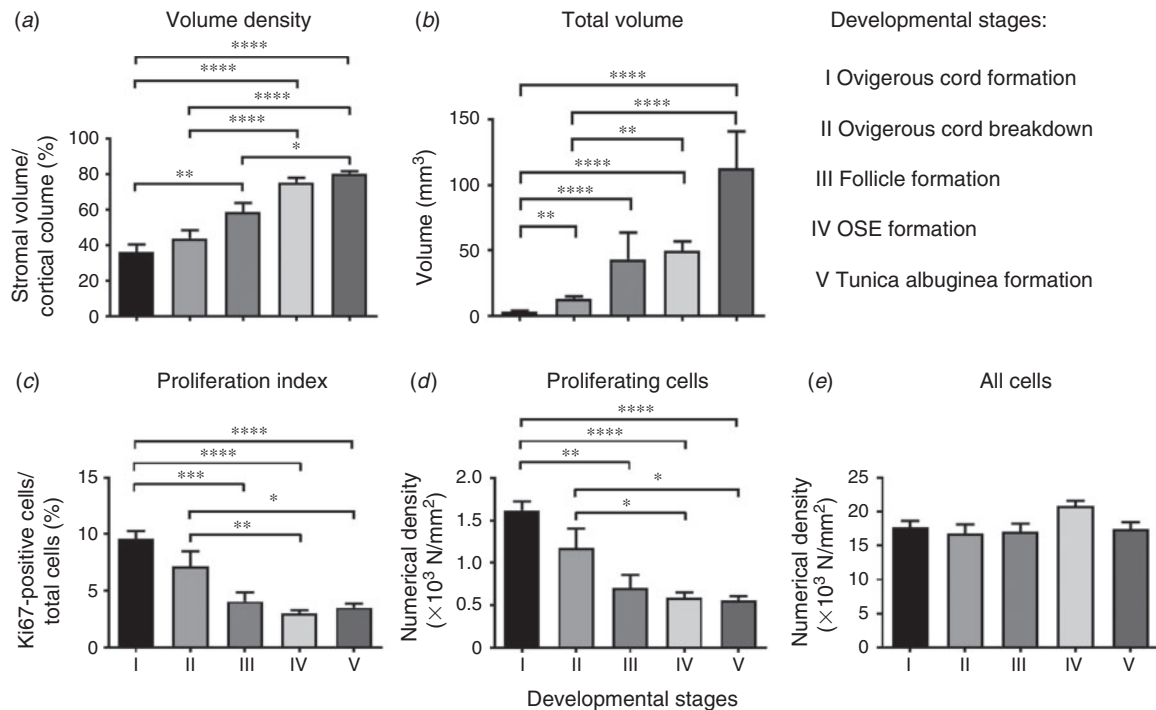 (a) Volume density
Stromal volume/
cortical column (%)
100
80
60
40
20
0
****
****
****
****
*
**
(b) Total volume
Volume (mm³)
150
100
50
0
****
****
**
****
****
**
Developmental stages:
I Ovigerous cord formation
II Ovigerous cord breakdown
III Follicle formation
IV OSE formation
V Tunica albuginea formation
(c) Proliferation index
Ki67-positive cells/
total cells (%)
15
10
5
0
****
****
***
*
**
I II III IV V
(d) Proliferating cells
Numerical density
(×10³ N/mm²)
2.0
1.5
1.0
0.5
0
****
****
**
*
*
I II III IV V
Developmental stages
(e) All cells
Numerical density
(×10³ N/mm²)
25
20
15
10
5
0
I II III IV V